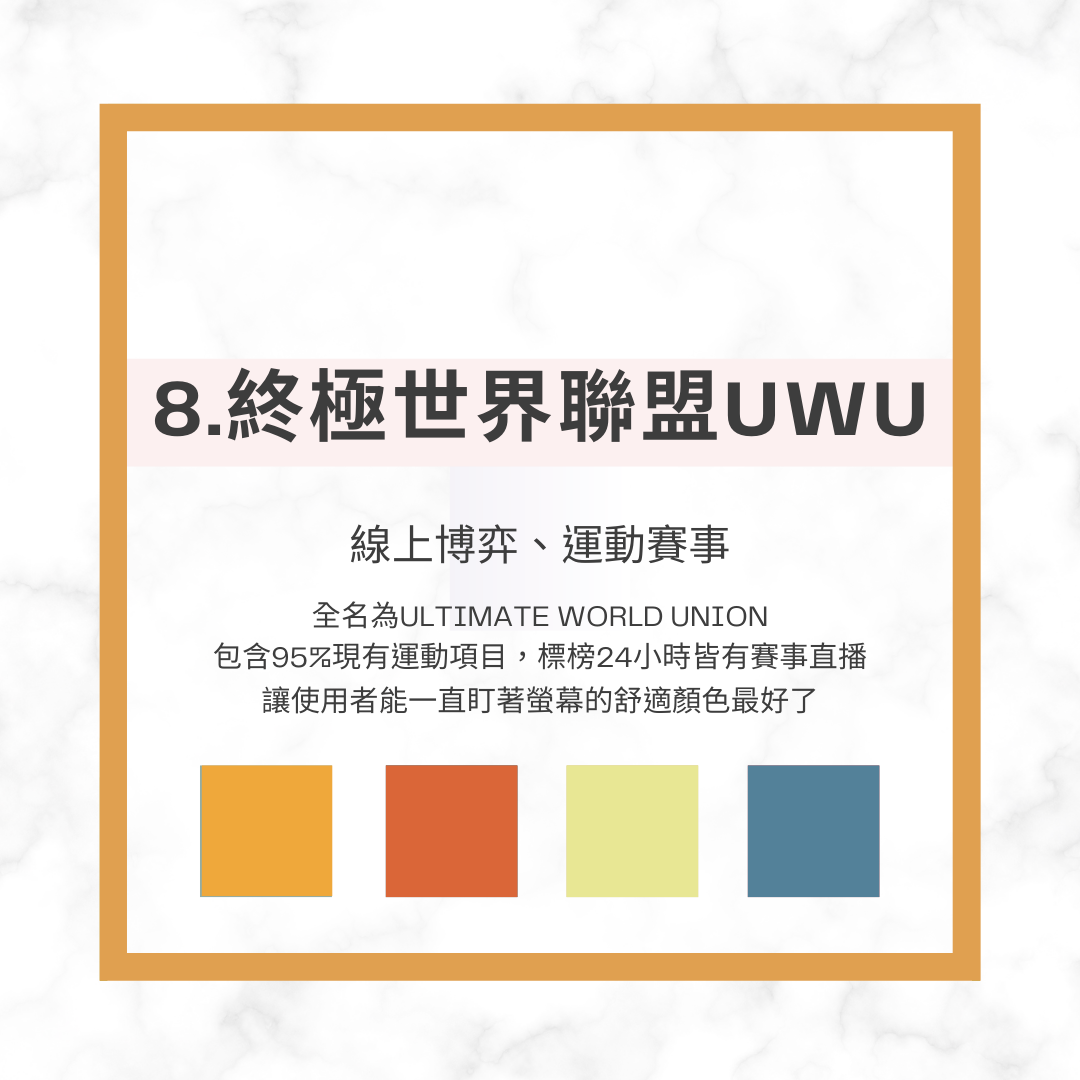 8.終極世界聯盟UWU
線上博弈、運動賽事
全名為ULTIMATE WORLD UNION
包含95%現有運動項目，標榜24小時皆有賽事直播
讓使用者能一直盯著螢幕的舒適顏色最好了